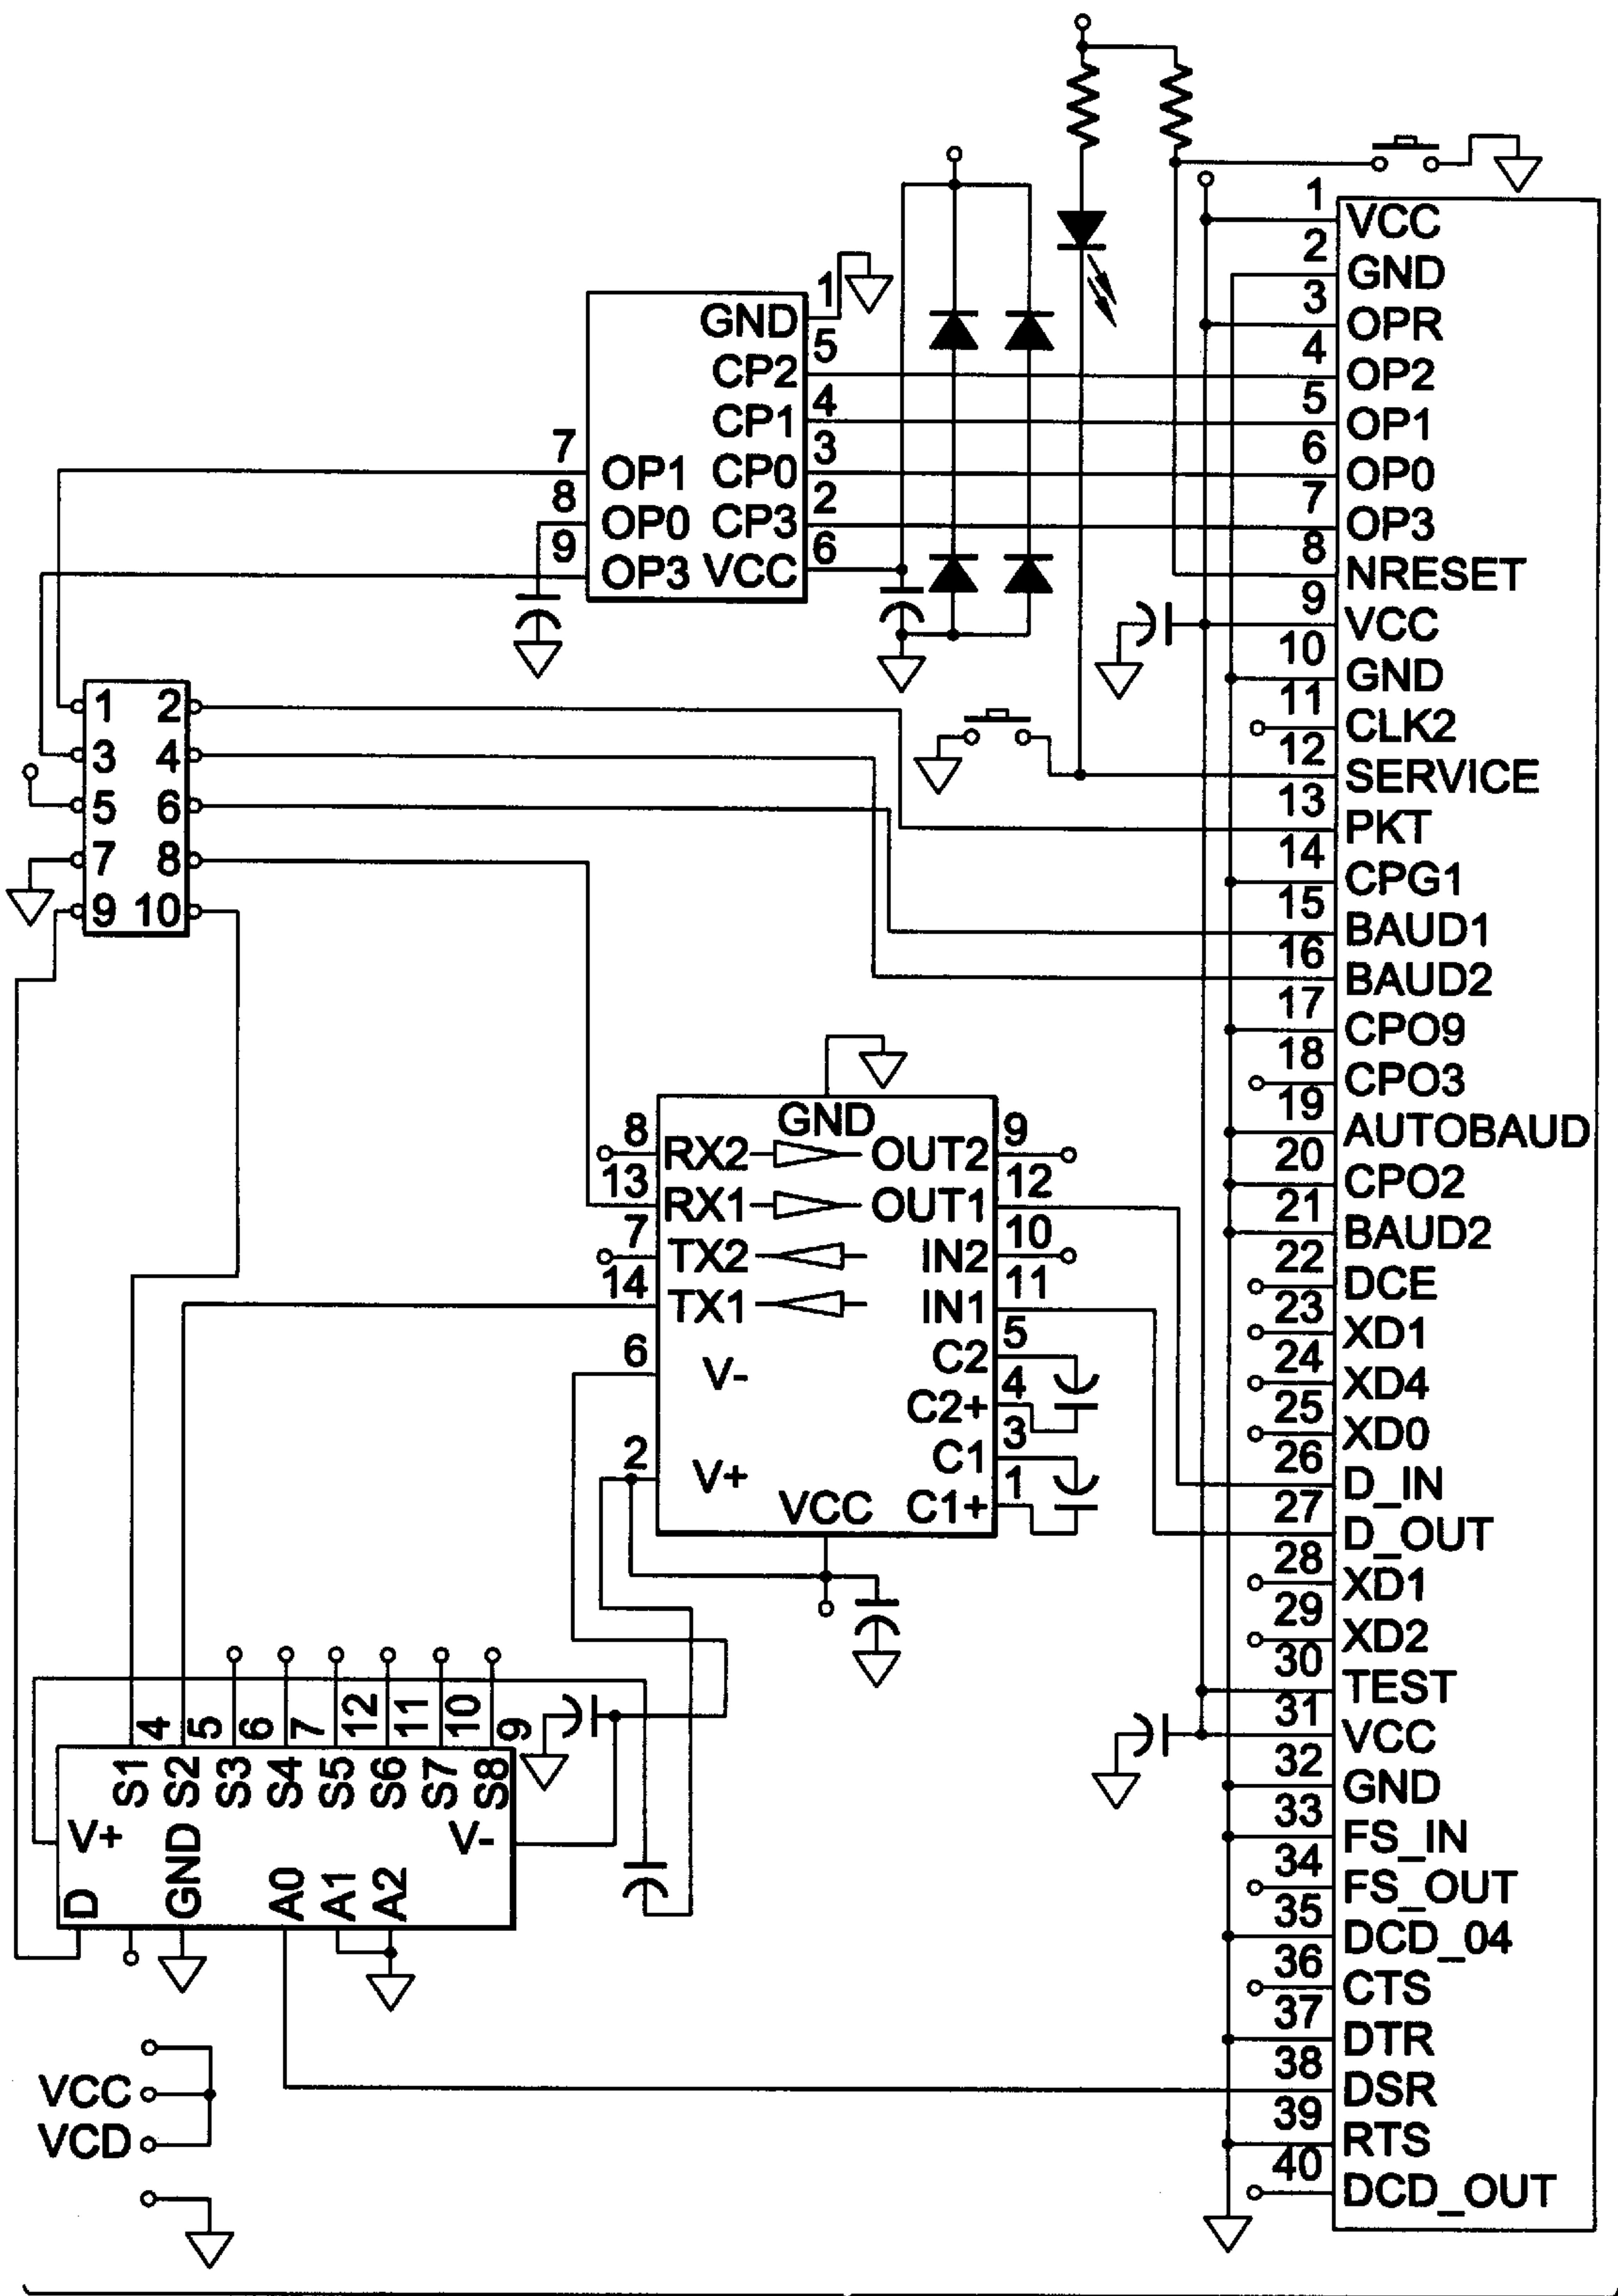 1
VCC
2
GND
3
OPR
4
OP2
5
OP1
6
OP0
7
OP3
8
NRESET
9
VCC
10
GND
11
CLK2
12
SERVICE
13
PKT
14
CPG1
15
BAUD1
16
BAUD2
17
CPO9
18
CPO3
19
AUTOBAUD
20
CPO2
21
BAUD2
22
DCE
23
XD1
24
XD4
25
XD0
26
D_IN
27
D_OUT
28
XD1
29
XD2
30
TEST
31
VCC
32
GND
33
FS_IN
34
FS_OUT
35
DCD_04
36
CTS
37
DTR
38
DSR
39
RTS
40
DCD_OUT
1
GND
5
CP2
4
CP1
7 3
OP1 CP0
8 2
OP0 CP3
9 6
OP3 VCC
1 2
3 4
5 6
7 8
9 10
GND
8 9
RX2 OUT2
13 12
RX1 OUT1
7 10
TX2 IN2
14 11
TX1 IN1
5
C2
6 4
V- C2+
3
C1
2 1
V+ C1+
VCC
4 5 6 7 12 11 10 9
S1 S2 S3 S4 S5 S6 S7 S8
V+ V-
D GND A0 A1 A2
VCC
VCD